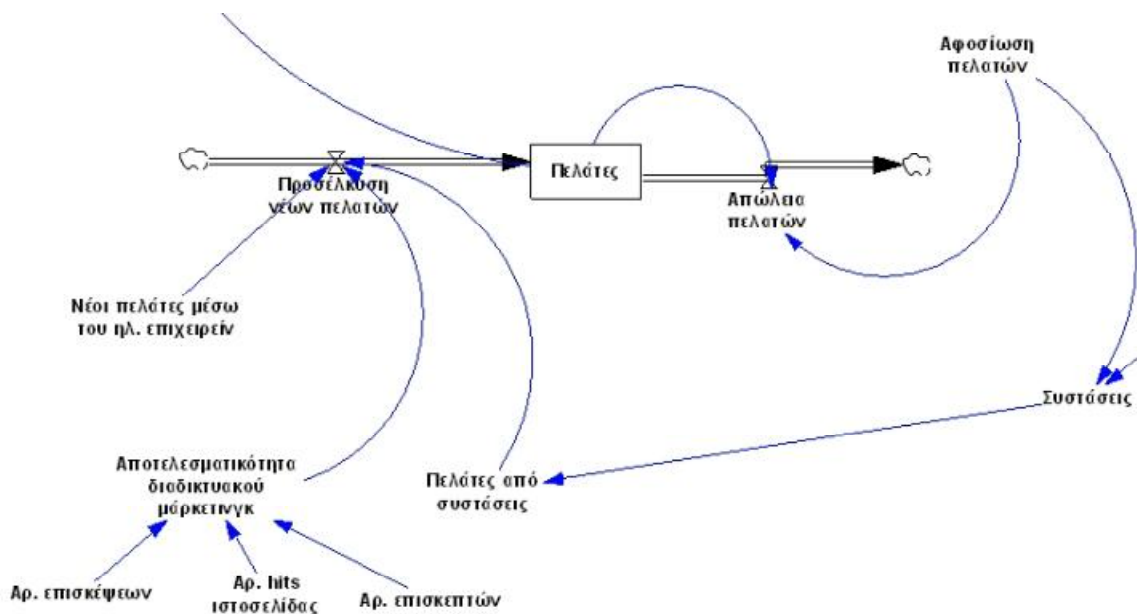 Αφοσίωση
πελατών
Πελάτες
Προσέλκυση
νέων πελατών
Απώλεια
πελατών
Νέοι πελάτες μέσω
του ηλ. επιχειρείν
Συστάσεις
Αποτελεσματικότητα
διαδικτυακού
μάρκετινγκ
Πελάτες από
συστάσεις
Αρ. επισκέψεων
Αρ. hits
ιστοσελίδας
Αρ. επισκεπτών